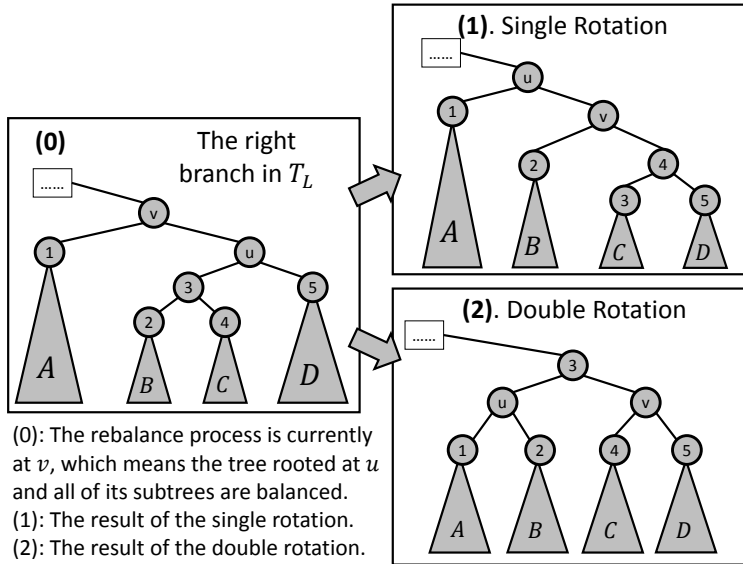 (0)
The right
branch in T_L
......
v
1
u
3
5
2
4
A
B
C
D
(1). Single Rotation
......
u
1
v
2
4
3
5
A
B
C
D
(2). Double Rotation
......
3
u
v
1
2
4
5
A
B
C
D
(0): The rebalance process is currently
at v, which means the tree rooted at u
and all of its subtrees are balanced.
(1): The result of the single rotation.
(2): The result of the double rotation.